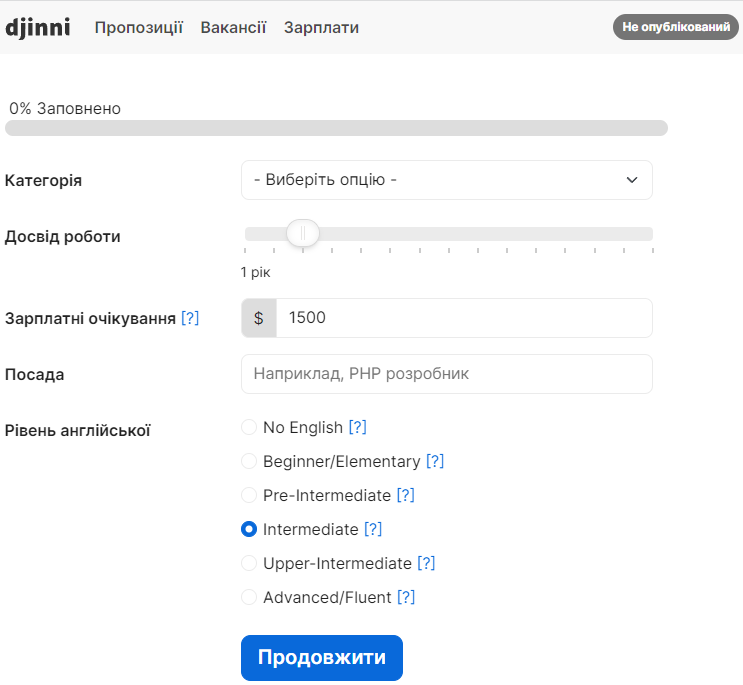 djinni Пропозиції Вакансії Зарплати Не опублікований
0% Заповнено
Категорія - Виберіть опцію -
Досвід роботи
1 рік
Зарплатні очікування [?] $ 1500
Посада Наприклад, PHP розробник
Рівень англійської No English [?]
Beginner/Elementary [?]
Pre-Intermediate [?]
Intermediate [?]
Upper-Intermediate [?]
Advanced/Fluent [?]
Продовжити